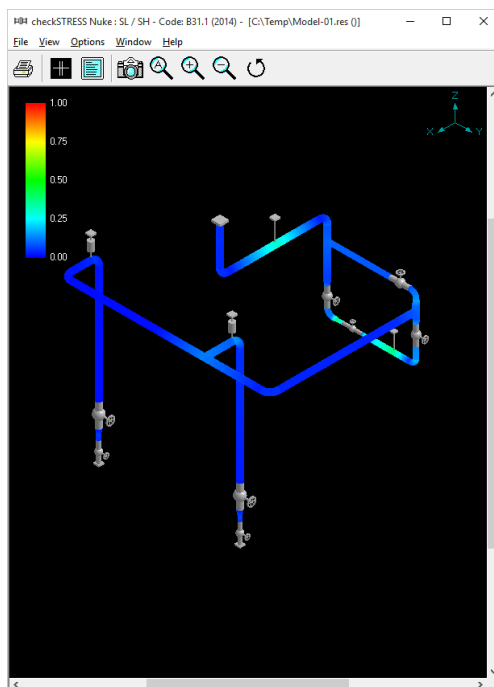 checkSTRESS Nuke : SL / SH - Code: B31.1 (2014) - [C:\Temp\Model-01.res ()]
File View Options Window Help
1.00
0.75
0.50
0.25
0.00
Z
X
Y